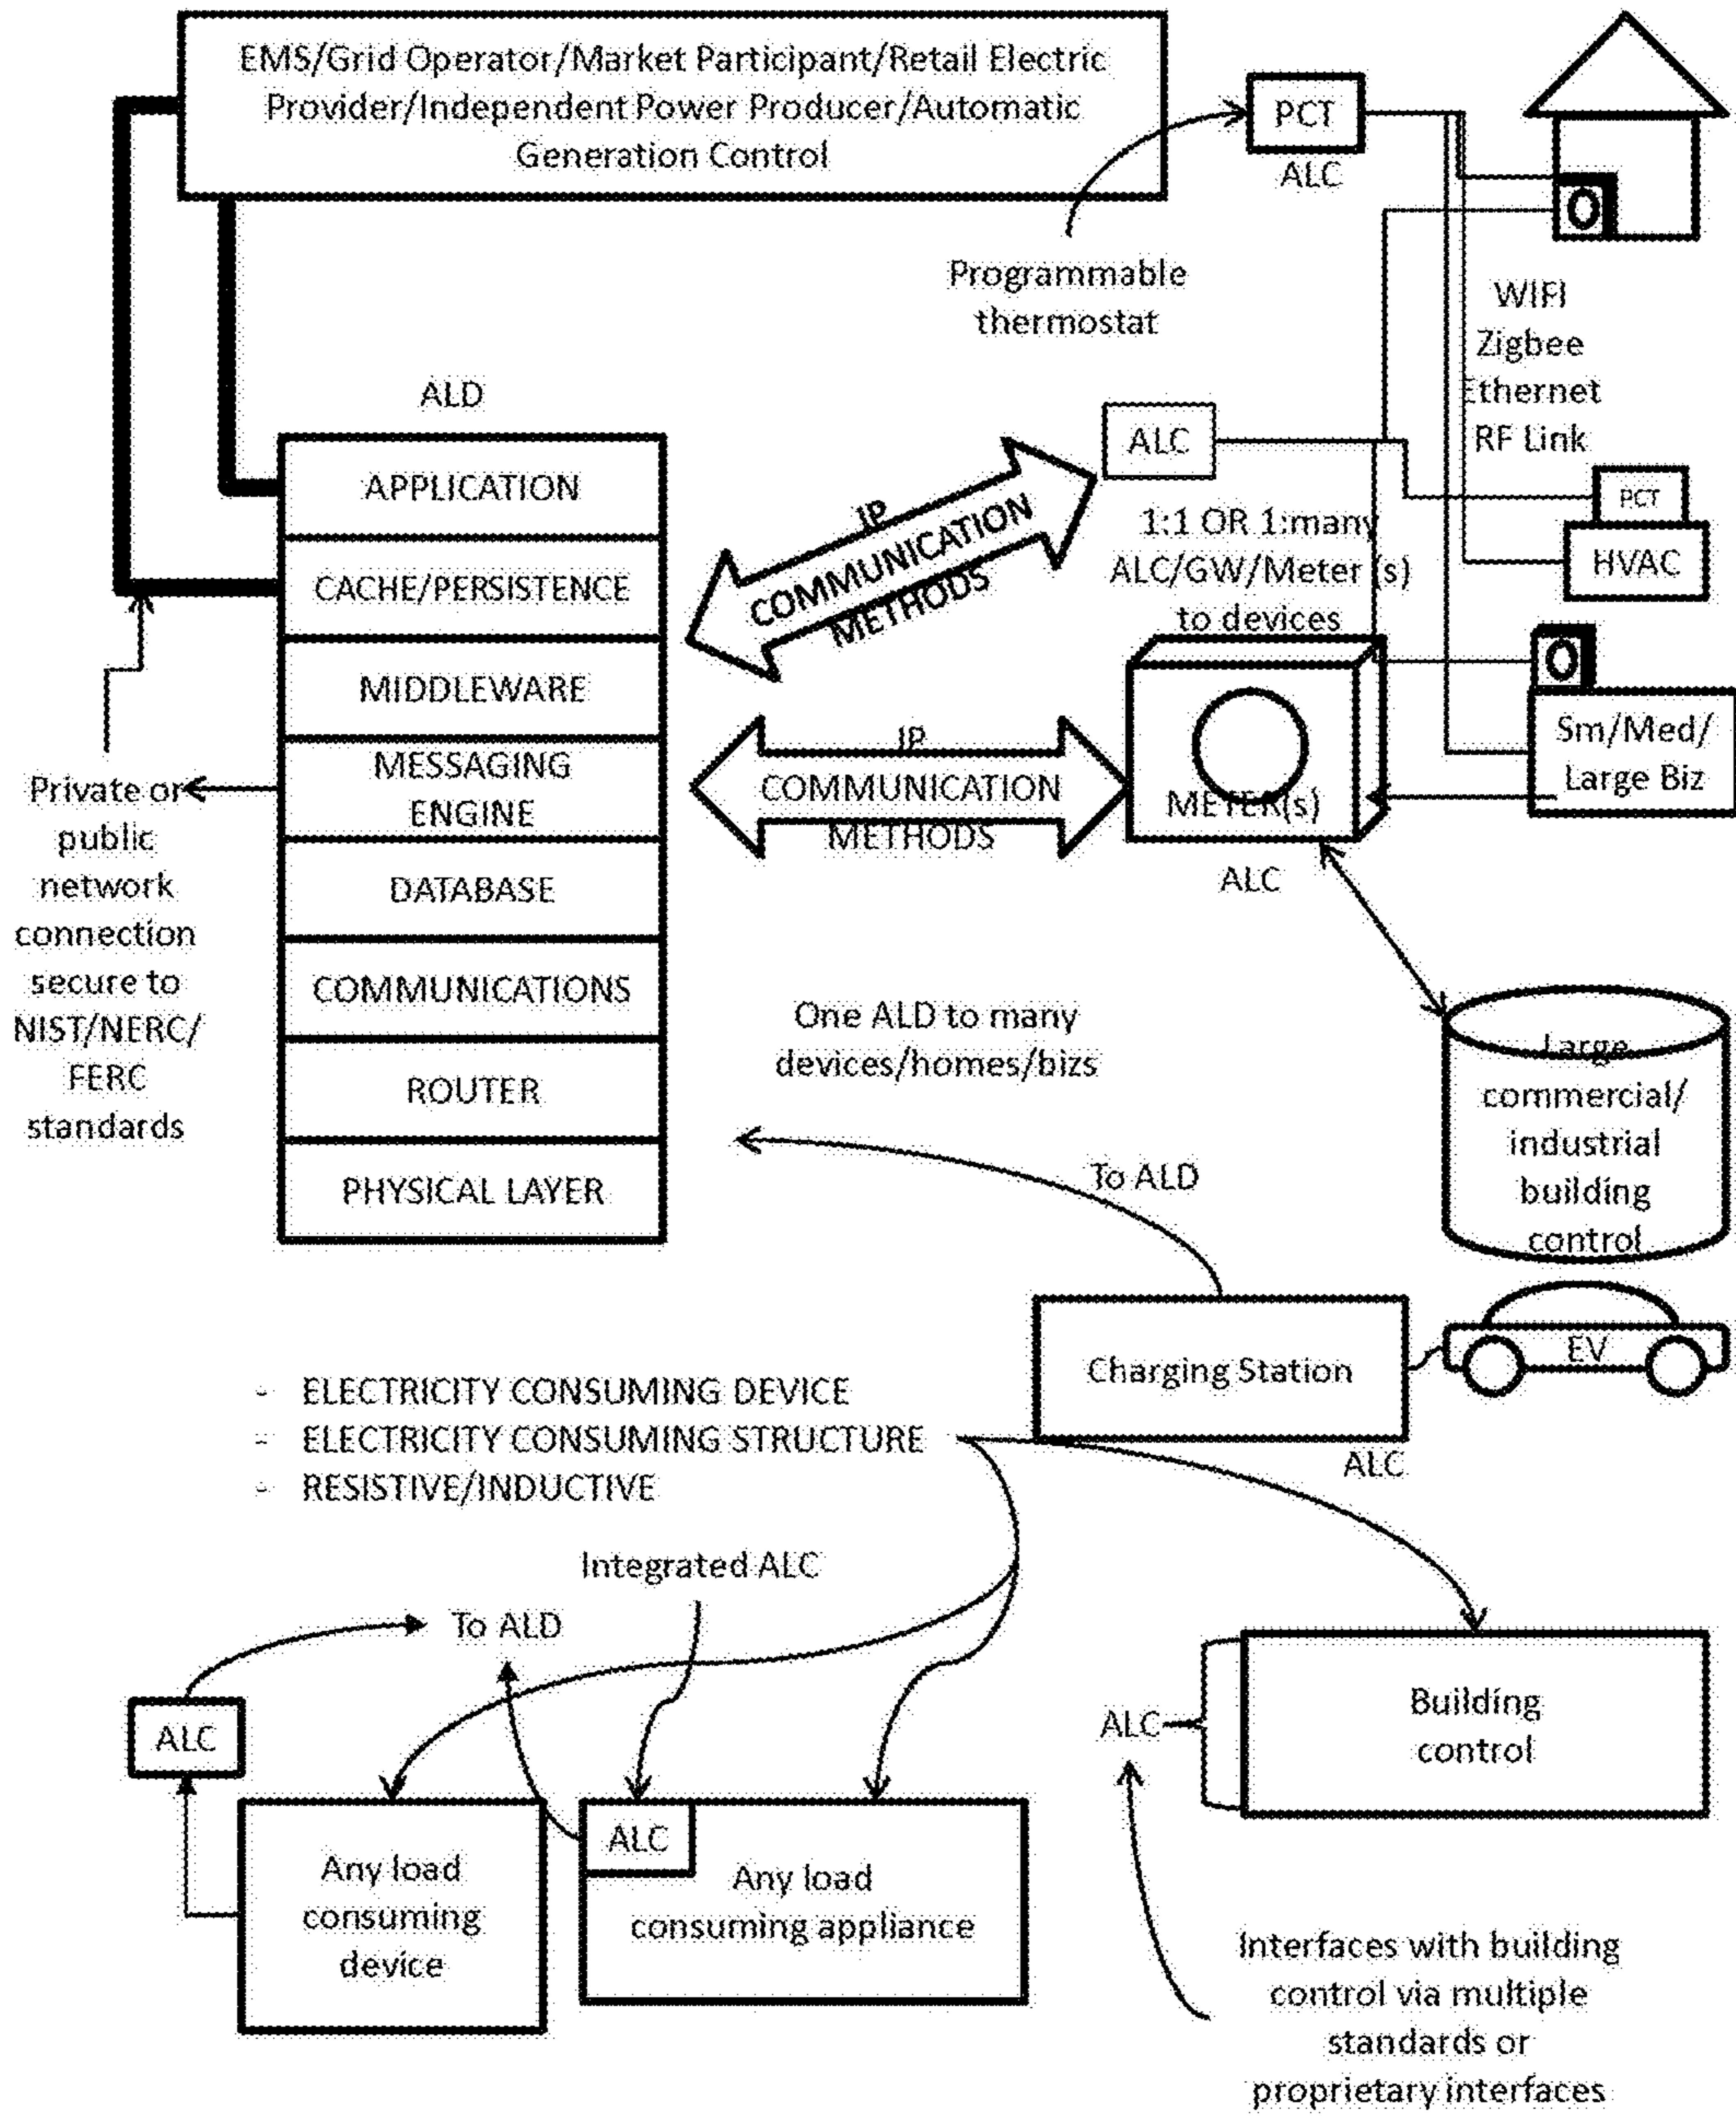 EMS/Grid Operator/Market Participant/Retail Electric
Provider/Independent Power Producer/Automatic
Generation Control
PCT
ALC
Programmable
thermostat
WIFI
Zigbee
Ethernet
RF Link
ALD
APPLICATION
CACHE/PERSISTENCE
MIDDLEWARE
MESSAGING
ENGINE
DATABASE
COMMUNICATIONS
ROUTER
PHYSICAL LAYER
IP
COMMUNICATION
METHODS
ALC
1:1 OR 1:many
ALC/GW/Meter (s)
to devices
PCT
HVAC
IP
COMMUNICATION
METHODS
METER(s)
ALC
Sm/Med/
Large Biz
Private or
public
network
connection
secure to
NIST/NERC/
FERC
standards
One ALD to many
devices/homes/bizs
Large
commercial/
industrial
building
control
To ALD
Charging Station
EV
ALC
- ELECTRICITY CONSUMING DEVICE
- ELECTRICITY CONSUMING STRUCTURE
- RESISTIVE/INDUCTIVE
Integrated ALC
To ALD
ALC
Any load
consuming
device
ALC
Any load
consuming appliance
ALC
Building
control
Interfaces with building
control via multiple
standards or
proprietary interfaces